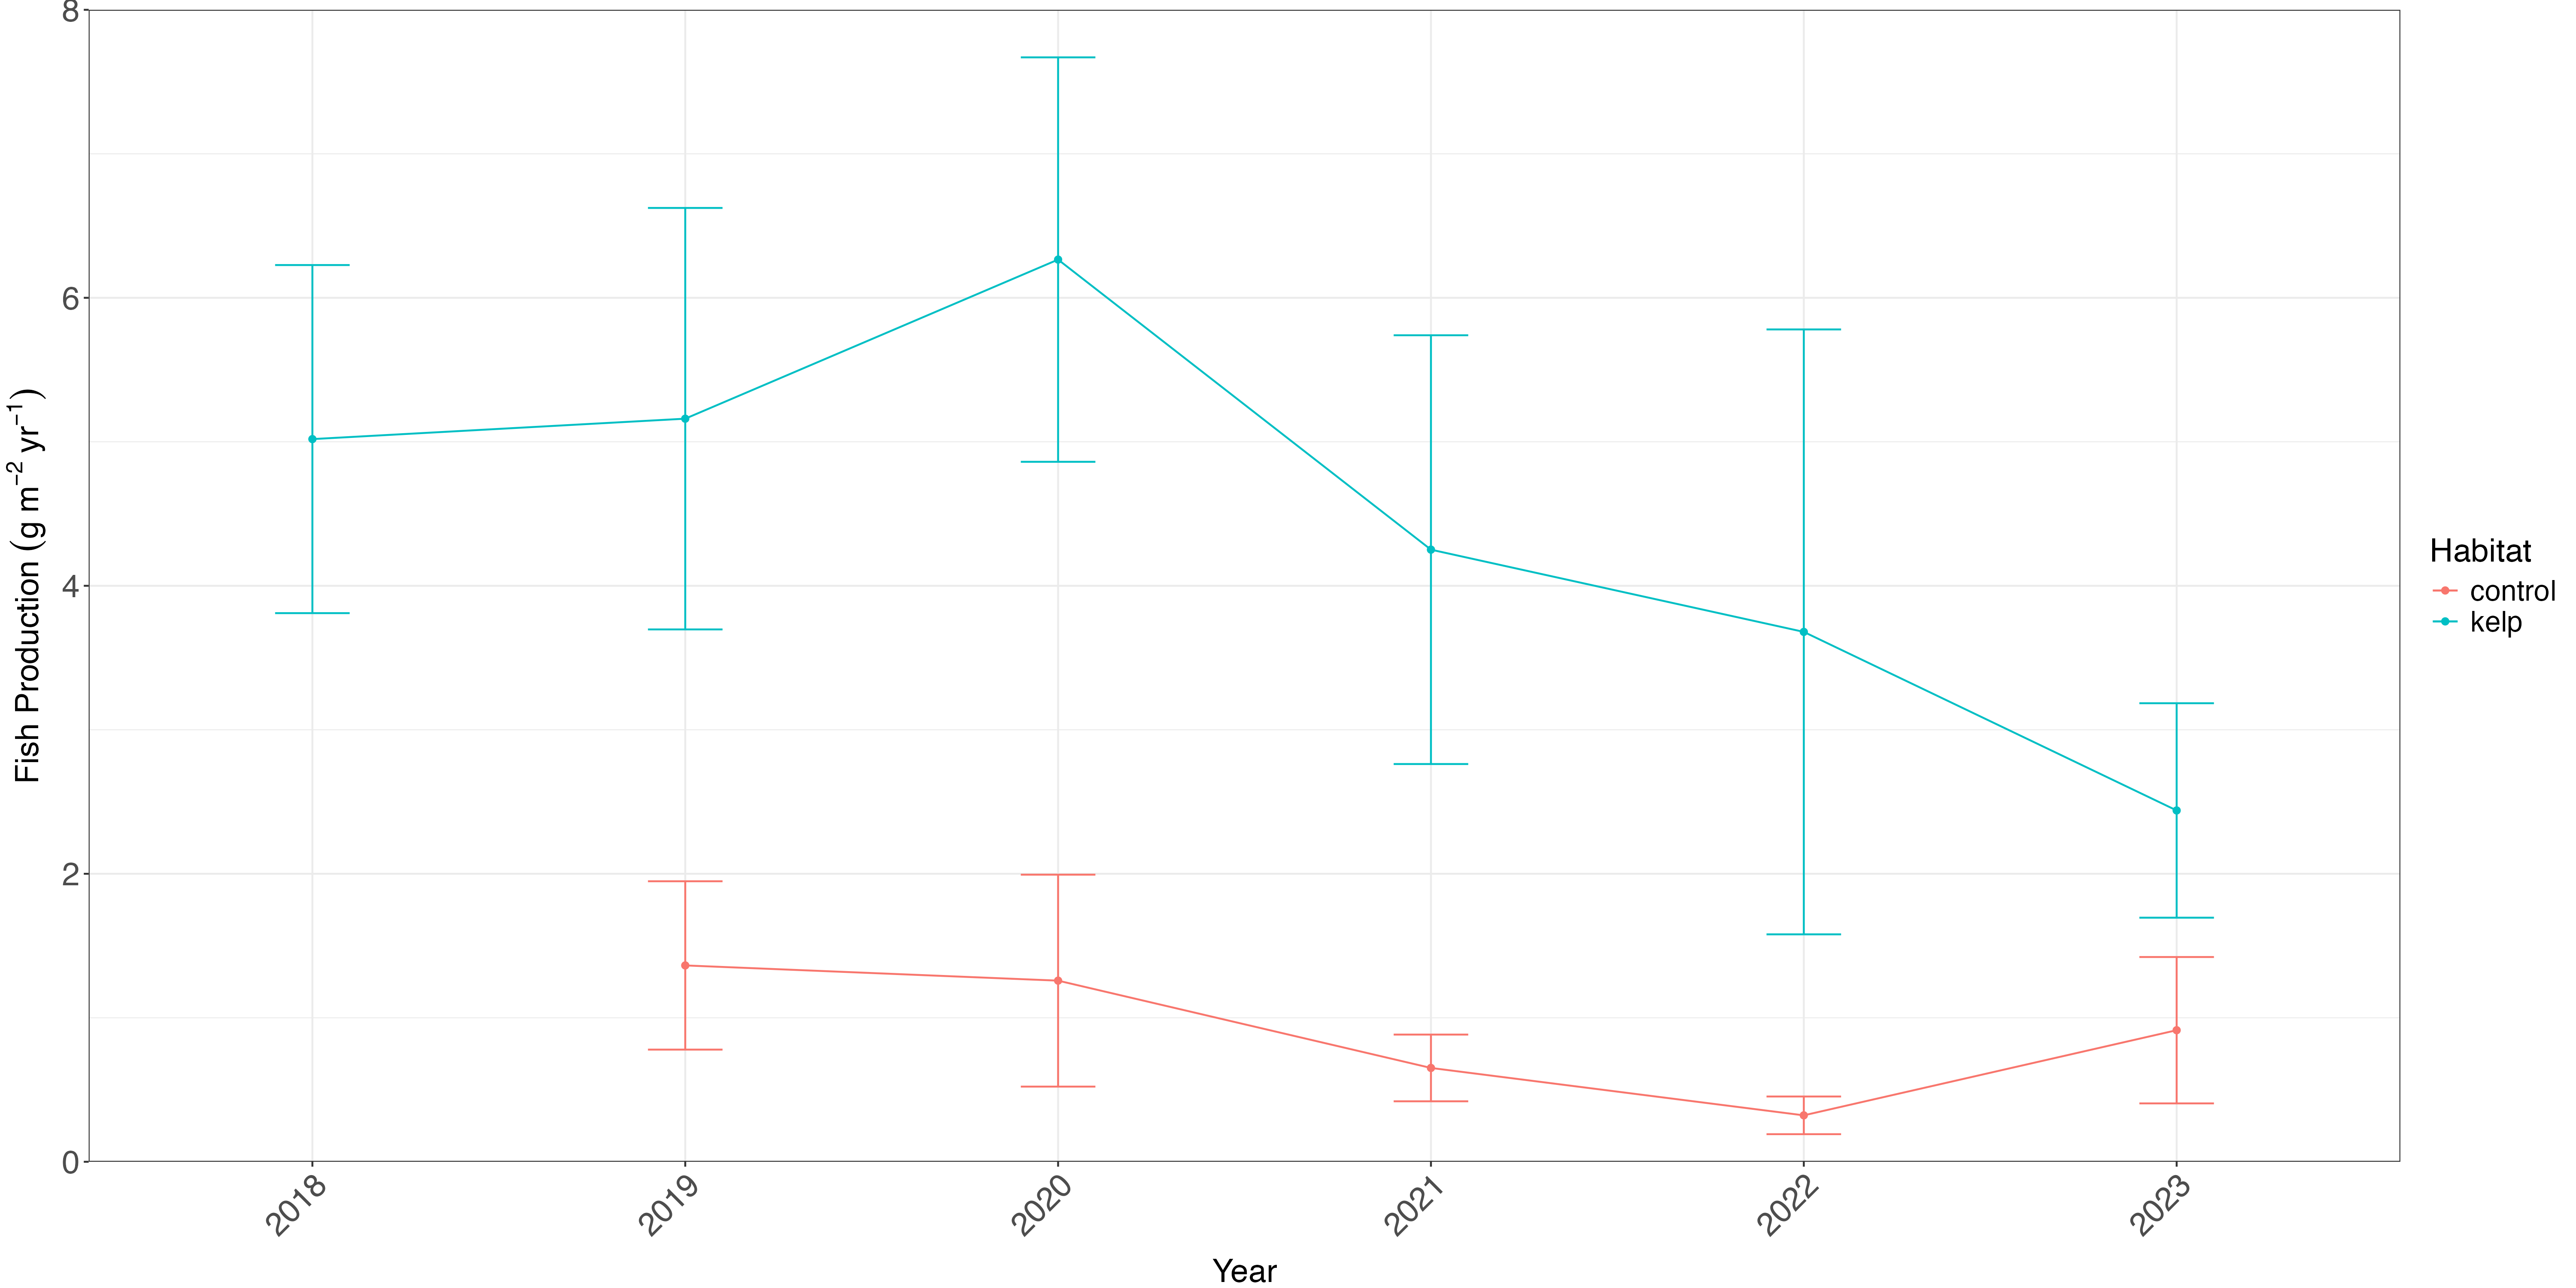 Fish Production (g m⁻² yr⁻¹)
8
6
4
2
0
2018
2019
2020
2021
2022
2023
Year
Habitat
control
kelp